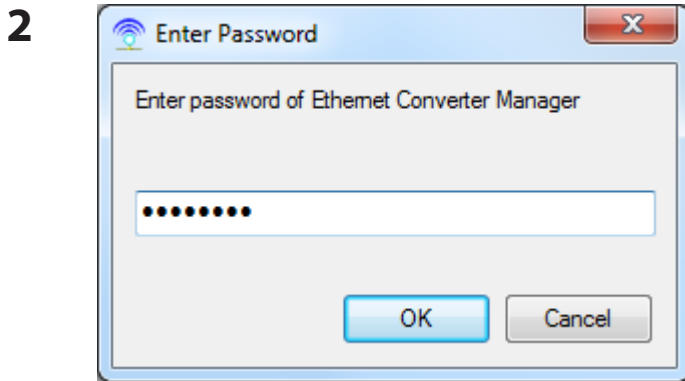 2
Enter Password
Enter password of Ethernet Converter Manager
••••••••
OK
Cancel